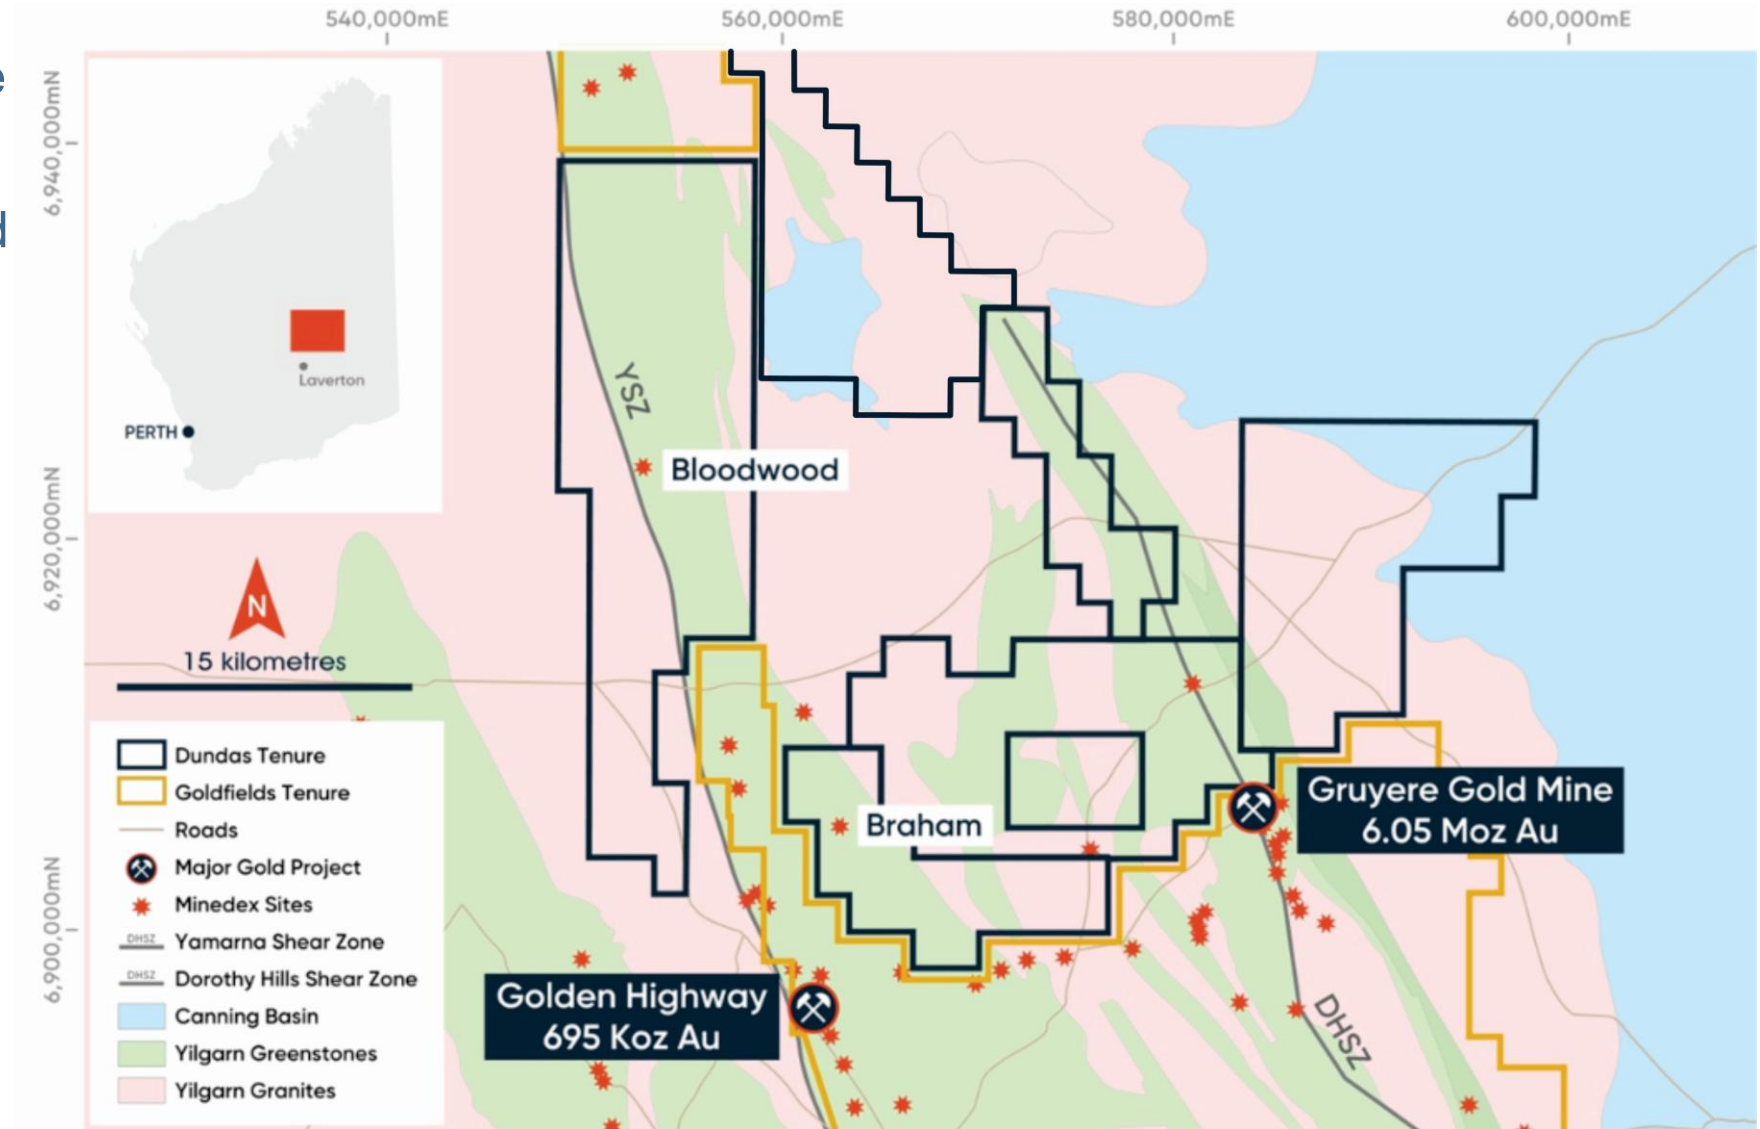 540,000mE
560,000mE
580,000mE
600,000mE
e
d
6,940,000mN
6,920,000mN
6,900,000mN
Laverton
PERTH
N
15 kilometres
YSZ
Bloodwood
Braham
Gruyere Gold Mine
6.05 Moz Au
Golden Highway
695 Koz Au
DHSZ
Dundas Tenure
Goldfields Tenure
Roads
Major Gold Project
Minedex Sites
DHSZ Yamarna Shear Zone
DHSZ Dorothy Hills Shear Zone
Canning Basin
Yilgarn Greenstones
Yilgarn Granites